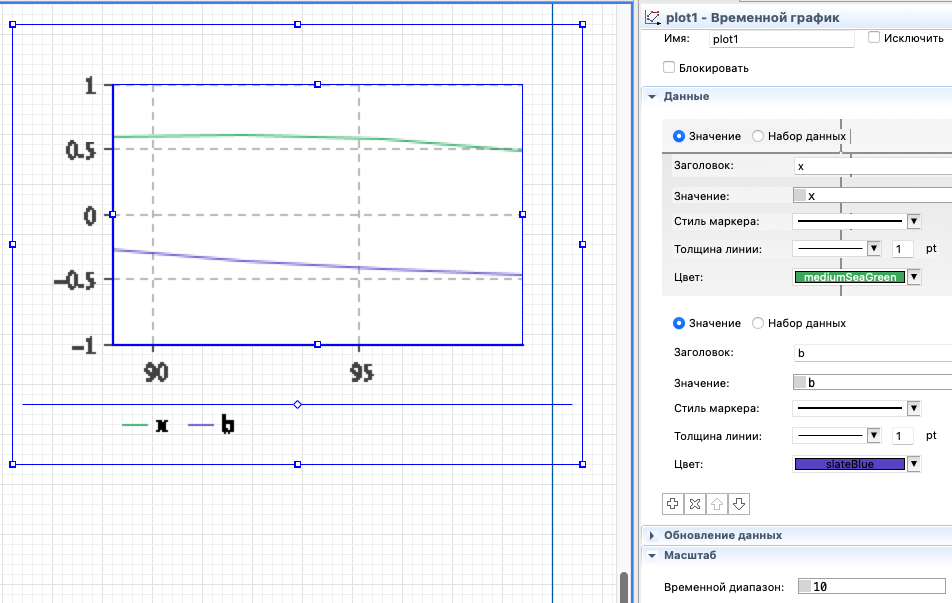 1
0.5
0
-0.5
-1
90
95
x
b
plot1 - Временной график
Имя:
plot1
Исключить
Блокировать
Данные
Значение
Набор данных
Заголовок:
x
Значение:
x
Стиль маркера:
Толщина линии:
1
pt
Цвет:
mediumSeaGreen
Значение
Набор данных
Заголовок:
b
Значение:
b
Стиль маркера:
Толщина линии:
1
pt
Цвет:
slateBlue
Обновление данных
Масштаб
Временной диапазон:
10